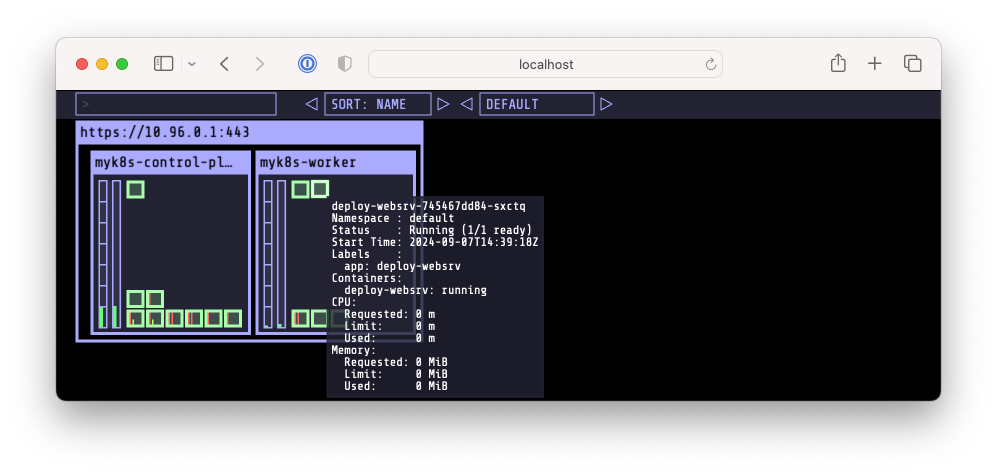 localhost
>
SORT: NAME
DEFAULT
https://10.96.0.1:443
myk8s-control-pl…
myk8s-worker
deploy-websrv-745467dd84-sxctq
Namespace : default
Status    : Running (1/1 ready)
Start Time: 2024-09-07T14:39:18Z
Labels    :
  app: deploy-websrv
Containers:
  deploy-websrv: running
CPU:
  Requested: 0 m
  Limit:     0 m
  Used:      0 m
Memory:
  Requested: 0 MiB
  Limit:     0 MiB
  Used:      0 MiB